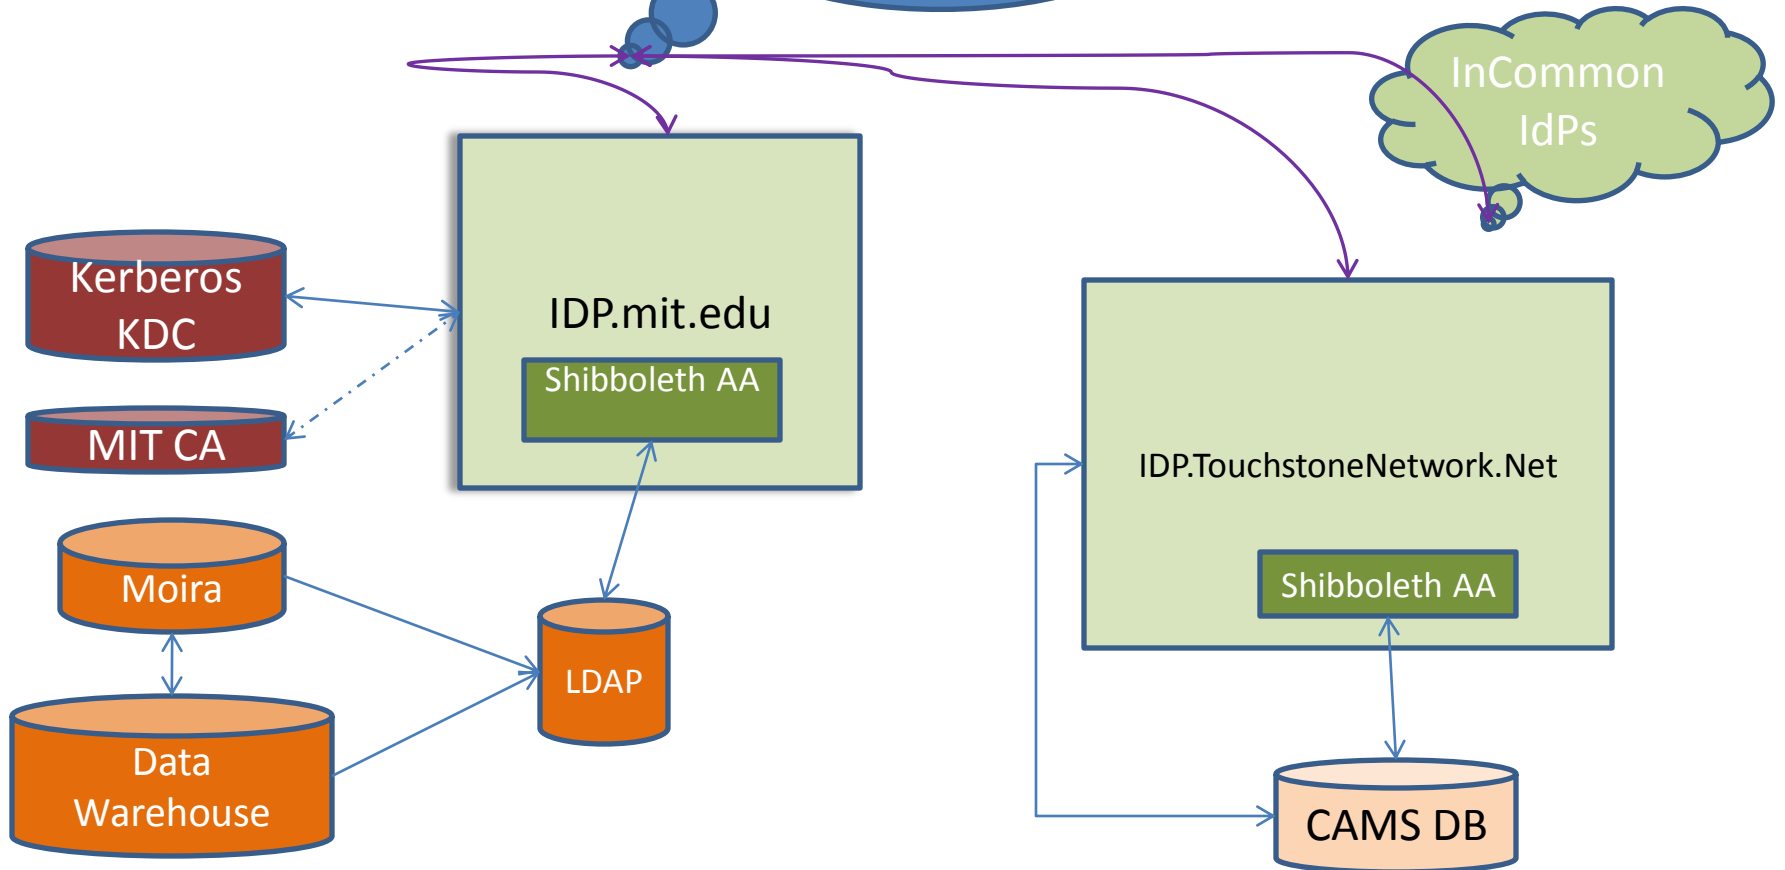 InCommon
IdPs
Kerberos
KDC
IDP.mit.edu
Shibboleth AA
MIT CA
IDP.TouchstoneNetwork.Net
Moira
Shibboleth AA
LDAP
Data
Warehouse
CAMS DB